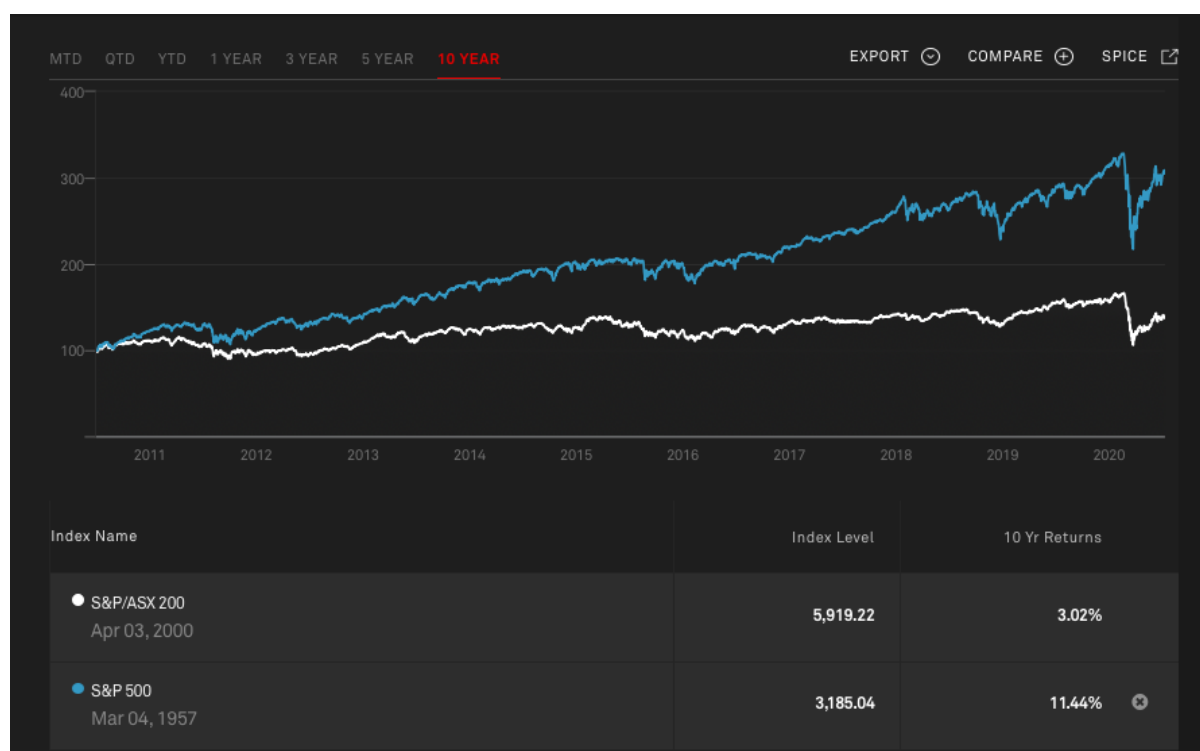 MTD QTD YTD 1 YEAR 3 YEAR 5 YEAR 10 YEAR EXPORT COMPARE SPICE
400
300
200
100
2011 2012 2013 2014 2015 2016 2017 2018 2019 2020
Index Name Index Level 10 Yr Returns
S&P/ASX 200
Apr 03, 2000
5,919.22 3.02%
S&P 500
Mar 04, 1957
3,185.04 11.44%